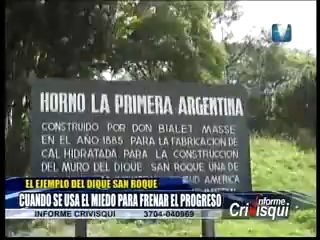 HORNO LA PRIMERA ARGENTINA
CONSTRUIDO POR DON BIALET MASSE
EN EL AÑO 1885 PARA LA FABRICACION DE
CAL HIDRATADA PARA LA CONSTRUCCION
DEL MURO DEL DIQUE SAN ROQUE
SUD AMERICA
EL EJEMPLO DEL DIQUE SAN ROQUE
CUANDO SE USA EL MIEDO PARA FRENAR EL PROGRESO
INFORME CRIVISQUI 3704-040969
Informe
Crivisqui